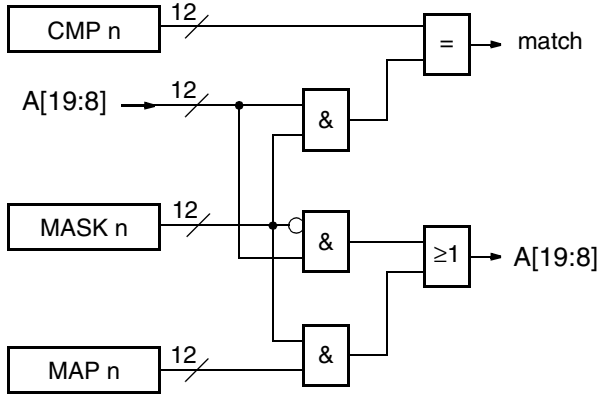 CMP n 12 = match
A[19:8] 12 &
MASK n 12 & ≥1 A[19:8]
MAP n 12 &